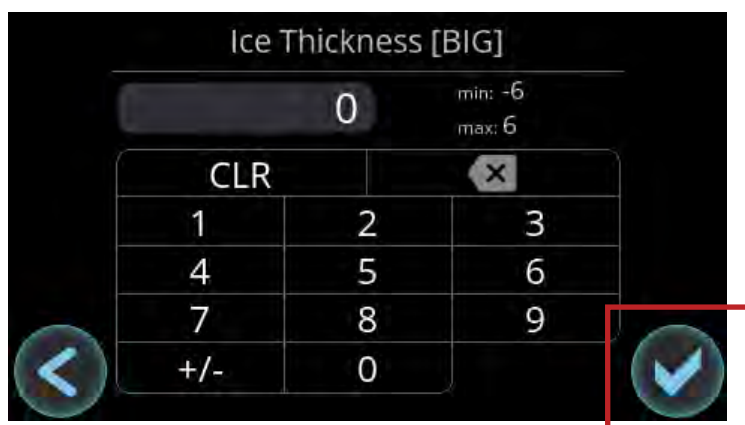 Ice Thickness [BIG]
0
min: -6
max: 6
CLR
1 2 3
4 5 6
7 8 9
+/- 0